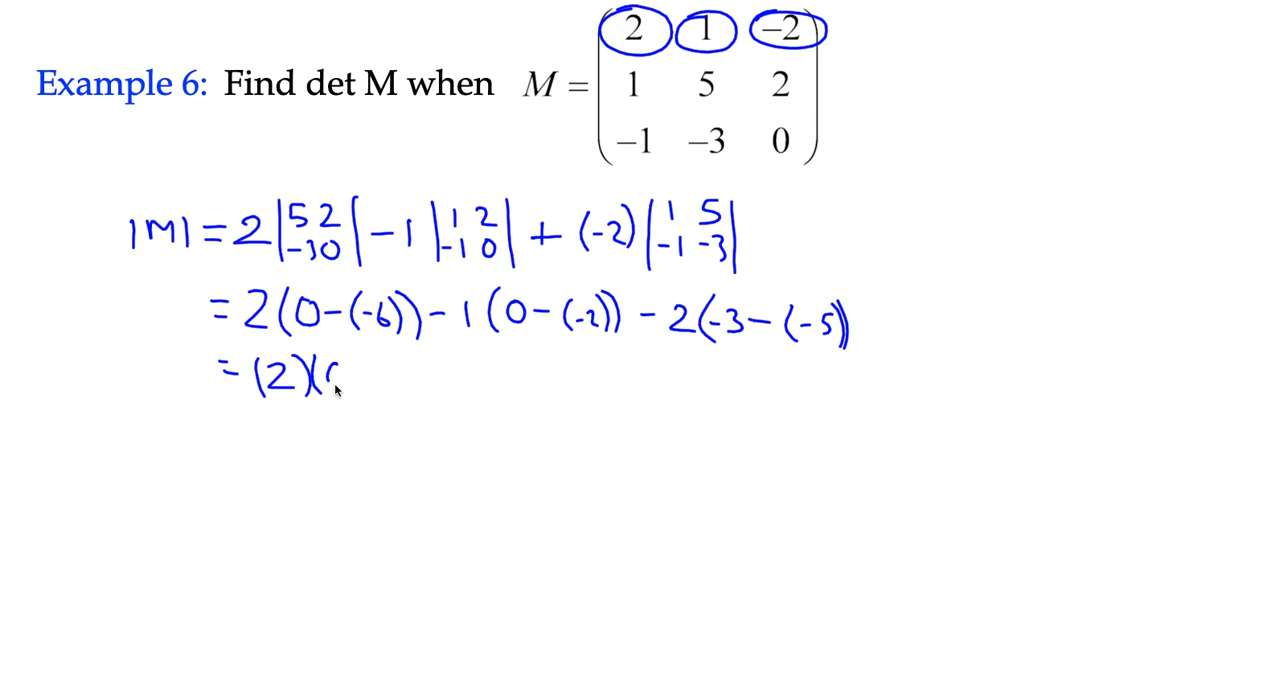 2 1 −2
Example 6: Find det M when M = 1 5 2
−1 −3 0
|M| = 2 |5 2| − 1 |1 2| + (-2) |1 5|
-3 0 -1 0 -1 -3
= 2(0-(-6)) - 1(0-(-2)) - 2(-3-(-5))
= (2)(